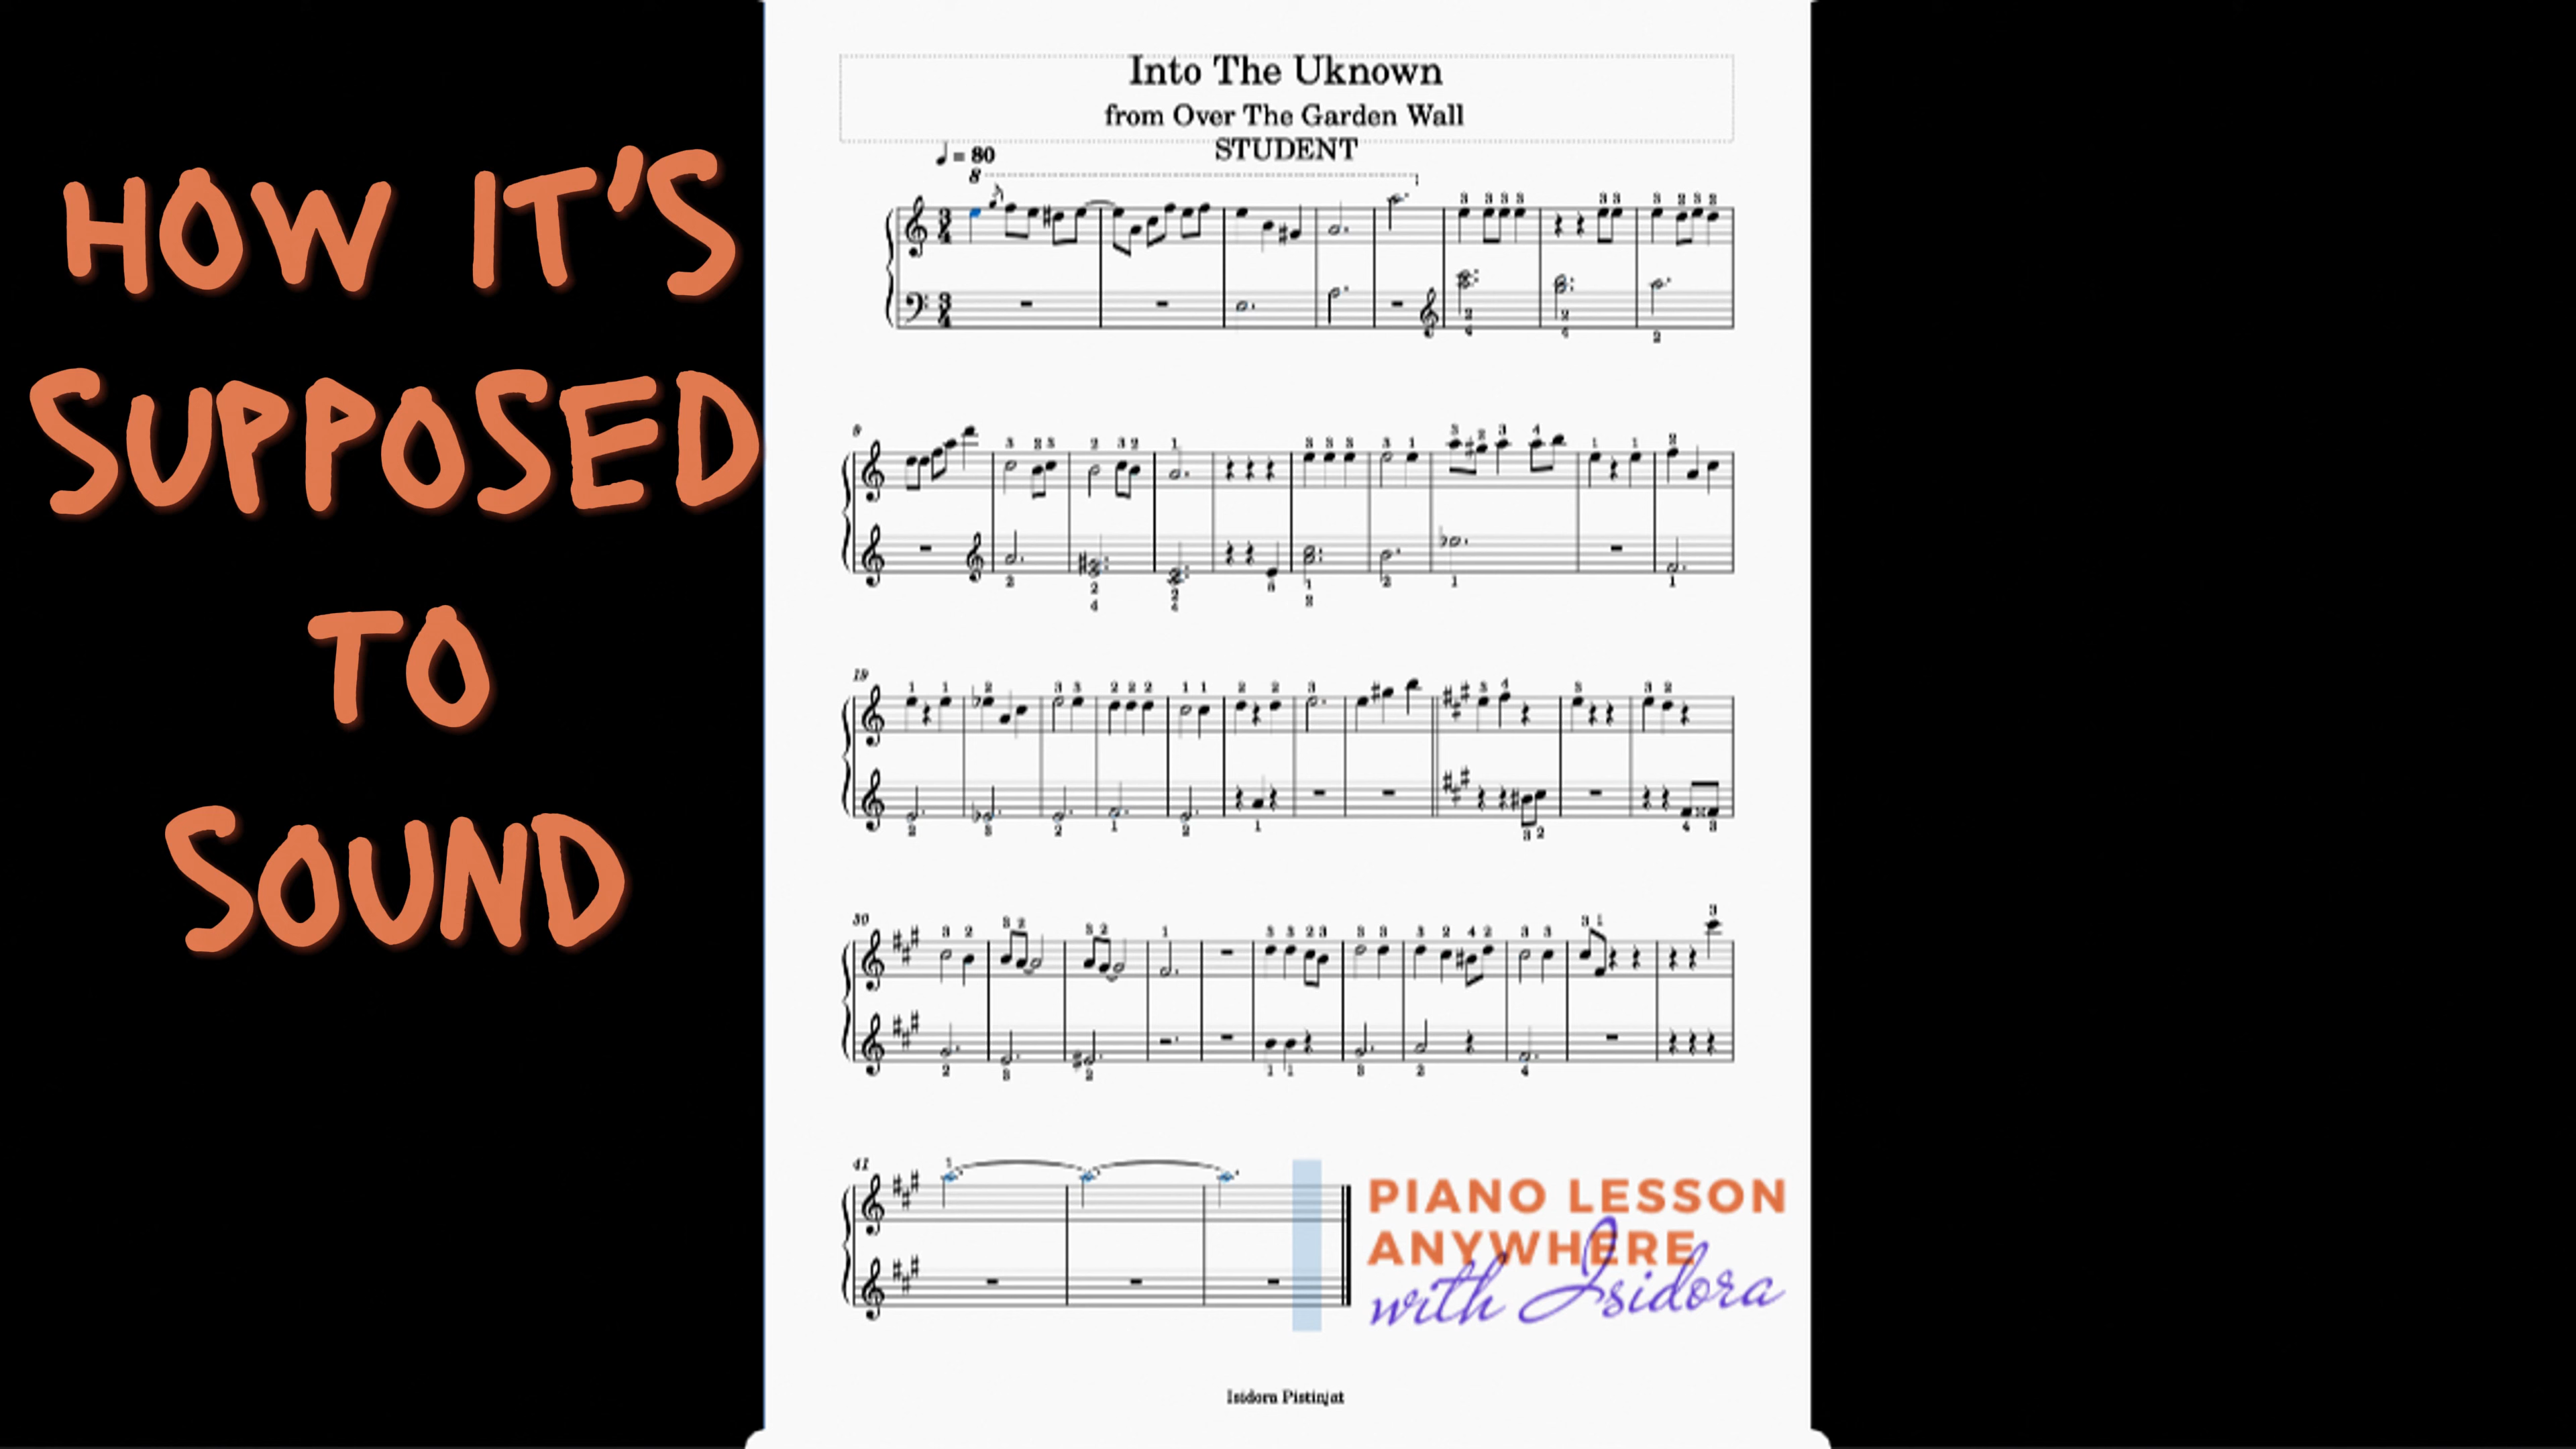 HOW IT'S
SUPPOSED
TO
SOUND
Into The Uknown
from Over The Garden Wall
STUDENT
= 80
PIANO LESSON
ANYWHERE
with Isidora
Isidora Pistinjat